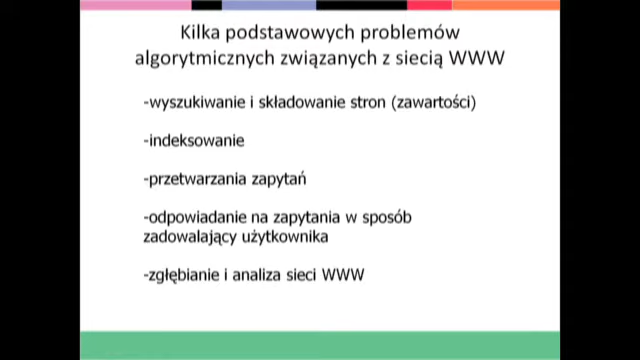 Kilka podstawowych problemów
algorytmicznych związanych z siecią WWW
-wyszukiwanie i składowanie stron (zawartości)
-indeksowanie
-przetwarzania zapytań
-odpowiadanie na zapytania w sposób
zadowalający użytkownika
-zgłębianie i analiza sieci WWW